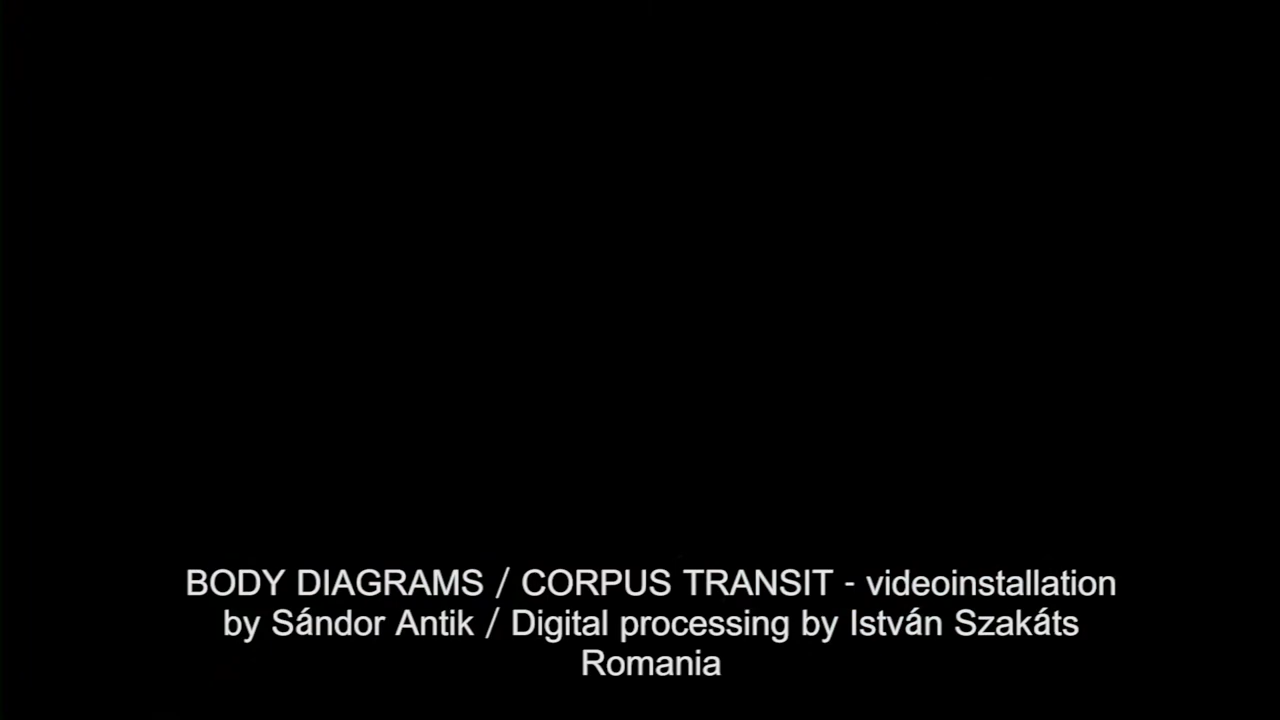 BODY DIAGRAMS / CORPUS TRANSIT - videoinstallation
by Sándor Antik / Digital processing by István Szakáts
Romania